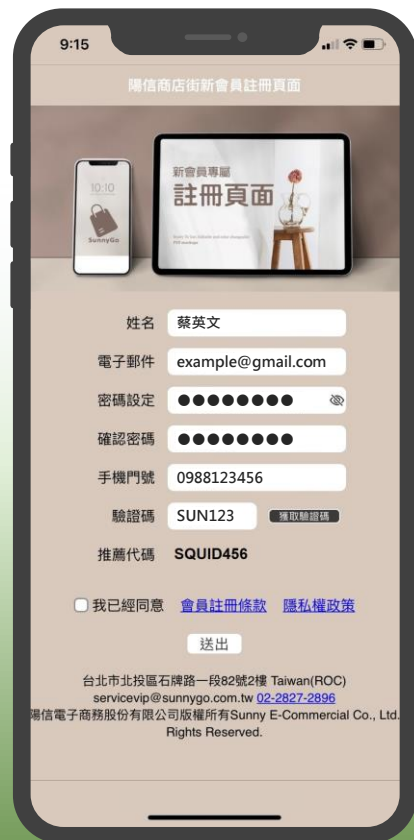 9:15
陽信商店街新會員註冊頁面
10:10
SunnyGo
新會員專屬
註冊頁面
姓名 蔡英文
電子郵件 example@gmail.com
密碼設定 ●●●●●●●●
確認密碼 ●●●●●●●●
手機門號 0988123456
驗證碼 SUN123 獲取驗證碼
推薦代碼 SQUID456
我已經同意 會員註冊條款 隱私權政策
送出
台北市北投區石牌路一段82號2樓 Taiwan(ROC)
servicevip@sunnygo.com.tw 02-2827-2896
陽信電子商務股份有限公司版權所有Sunny E-Commercial Co., Ltd.
Rights Reserved.